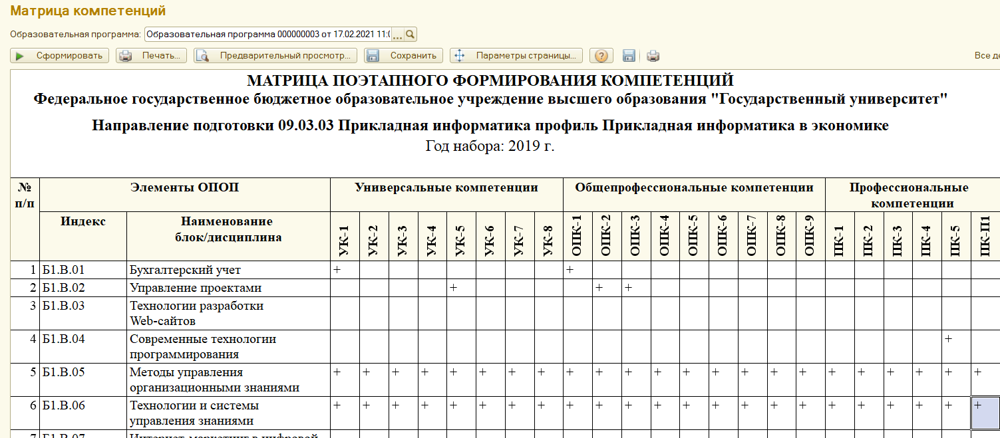 Матрица компетенций
Образовательная программа: Образовательная программа 000000003 от 17.02.2021 11:0 ...
Сформировать Печать... Предварительный просмотр... Сохранить Параметры страницы... ? Все де
МАТРИЦА ПОЭТАПНОГО ФОРМИРОВАНИЯ КОМПЕТЕНЦИЙ
Федеральное государственное бюджетное образовательное учреждение высшего образования "Государственный университет"
Направление подготовки 09.03.03 Прикладная информатика профиль Прикладная информатика в экономике
Год набора: 2019 г.
№ Элементы ОПОП Универсальные компетенции Общепрофессиональные компетенции Профессиональные
п/п компетенции
Индекс Наименование
блок/дисциплина
УК-1 УК-2 УК-3 УК-4 УК-5 УК-6 УК-7 УК-8 ОПК-1 ОПК-2 ОПК-3 ОПК-4 ОПК-5 ОПК-6 ОПК-7 ОПК-8 ОПК-9 ПК-1 ПК-2 ПК-3 ПК-4 ПК-5 ПК-П1
1 Б1.В.01 Бухгалтерский учет + +
2 Б1.В.02 Управление проектами + + +
3 Б1.В.03 Технологии разработки
Web-сайтов
4 Б1.В.04 Современные технологии +
программирования
5 Б1.В.05 Методы управления + + + + + + + + + + + + + + + + + + + + + + +
организационными знаниями
6 Б1.В.06 Технологии и системы + + + + + + + + + + + + + + + + + + + + + + +
управления знаниями
7 Б1.В.07 Интернет-маркетинг в цифровой